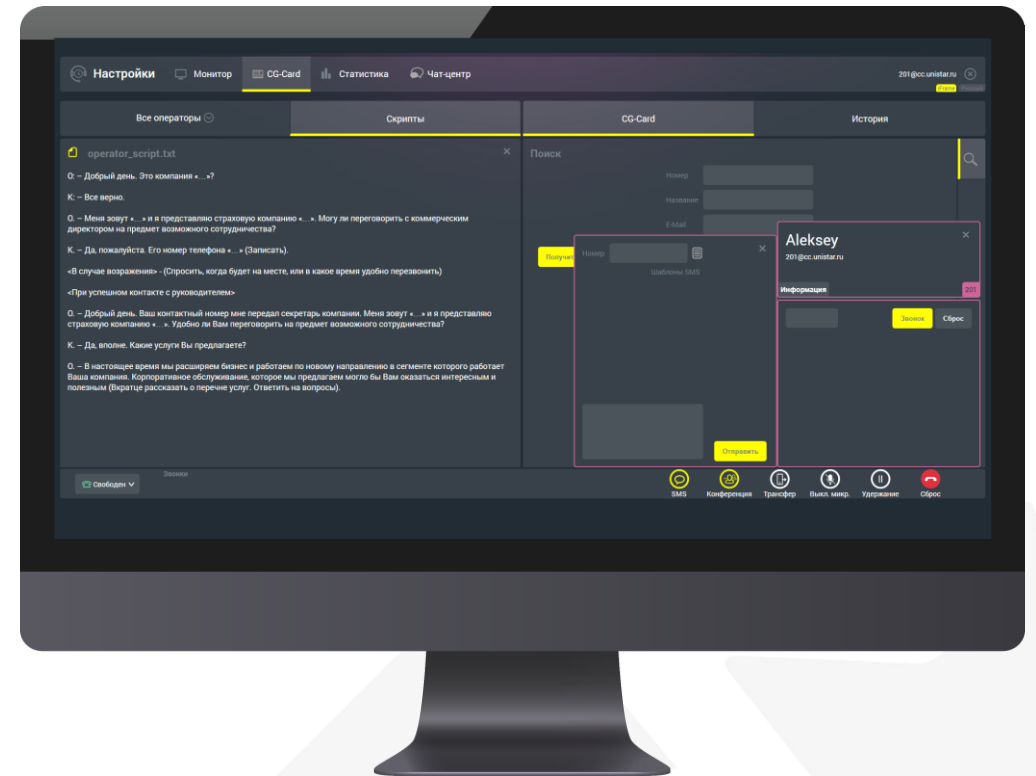 Настройки
Монитор
CG-Card
Статистика
Чат-центр
201@cc.unistar.ru
iFrame
Все операторы
Скрипты
CG-Card
История
operator_script.txt
О: – Добрый день. Это компания «...»?
К: – Все верно.
О. – Меня зовут «...» и я представляю страховую компанию «...». Могу ли переговорить с коммерческим
директором на предмет возможного сотрудничества?
К. – Да, пожалуйста. Его номер телефона «...» (Записать).
«В случае возражения» - (Спросить, когда будет на месте, или в какое время удобно перезвонить)
«При успешном контакте с руководителем»
О. – Добрый день. Ваш контактный номер мне передал секретарь компании. Меня зовут «...» и я представляю
страховую компанию «...». Удобно ли Вам переговорить на предмет возможного сотрудничества?
К. – Да, вполне. Какие услуги Вы предлагаете?
О. – В настоящее время мы расширяем бизнес и работаем по новому направлению в сегменте которого работает
Ваша компания. Корпоративное обслуживание, которое мы предлагаем могло бы Вам оказаться интересным и
полезным (Вкратце рассказать о перечне услуг. Ответить на вопросы).
Поиск
Номер
Название
E-Mail
Получит
Номер
Шаблоны SMS
Отправить
Aleksey
201@cc.unistar.ru
Информация
201
Звонок
Сброс
Свободен
Звонки
SMS
Конференция
Трансфер
Выкл. микр.
Удержание
Сброс